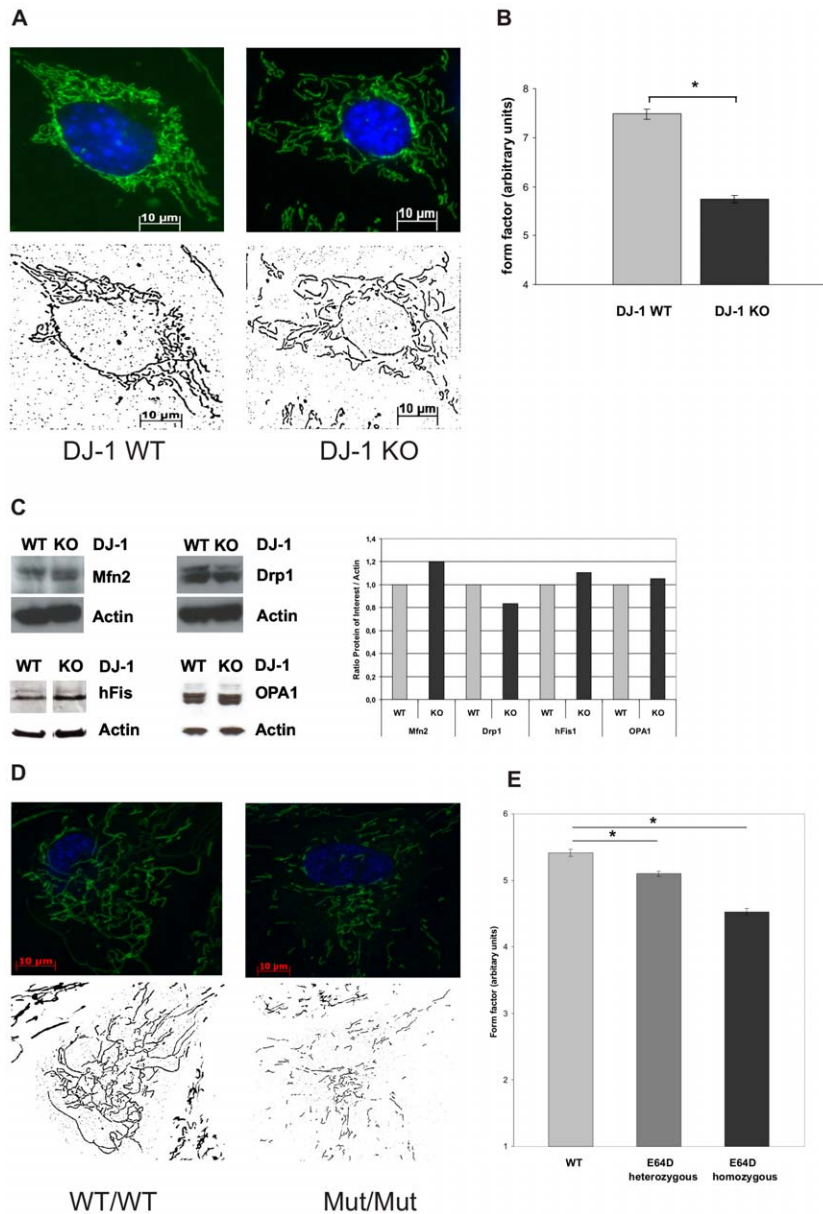 A
10 µm
10 µm
10 µm
10 µm
DJ-1 WT
DJ-1 KO
B
form factor (arbitrary units)
8
7
6
5
4
*
DJ-1 WT DJ-1 KO
C
WT KO DJ-1
Mfn2
Actin
WT KO DJ-1
Drp1
Actin
WT KO DJ-1
hFis
Actin
WT KO DJ-1
OPA1
Actin
Ratio Protein of Interest / Actin
1,4
1,2
1,0
0,8
0,6
0,4
0,2
0,0
WT KO WT KO WT KO WT KO
Mfn2 Drp1 hFis1 OPA1
D
10 µm
10 µm
WT/WT
Mut/Mut
E
Form factor (arbitary units)
6
5
4
3
2
1
*
*
WT
E64D heterozygous
E64D homozygous